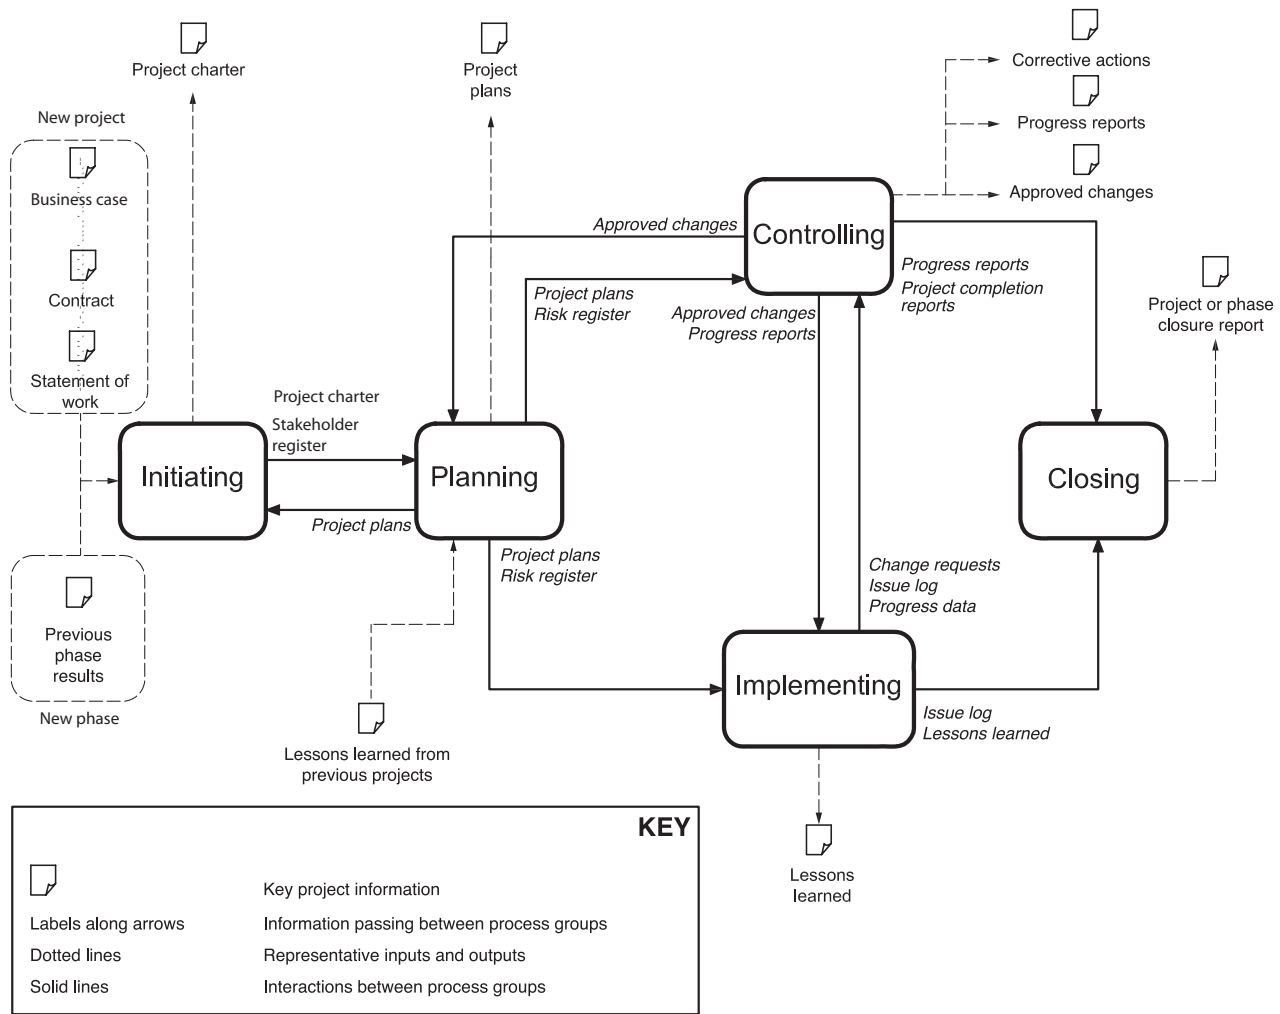 Project charter
Project
plans
Corrective actions
Progress reports
Approved changes
New project
Business case
Contract
Statement of
work
Approved changes
Controlling
Project plans
Risk register
Approved changes
Progress reports
Progress reports
Project completion
reports
Project or phase
closure report
Project charter
Stakeholder
register
Initiating
Planning
Closing
Project plans
Project plans
Risk register
Change requests
Issue log
Progress data
Previous
phase
results
New phase
Implementing
Issue log
Lessons learned
Lessons learned from
previous projects
Lessons
learned
KEY
Key project information
Labels along arrows Information passing between process groups
Dotted lines Representative inputs and outputs
Solid lines Interactions between process groups